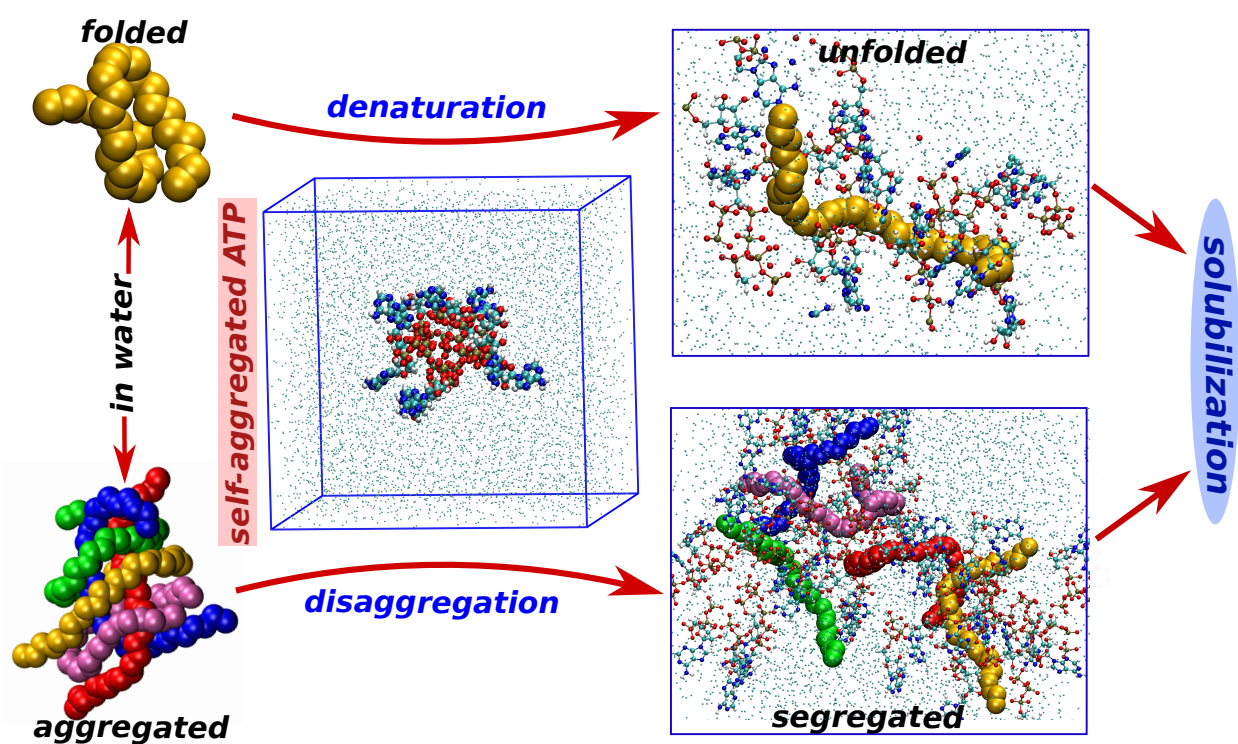 folded
unfolded
denaturation
self-aggregated ATP
in water
solubilization
disaggregation
aggregated
segregated